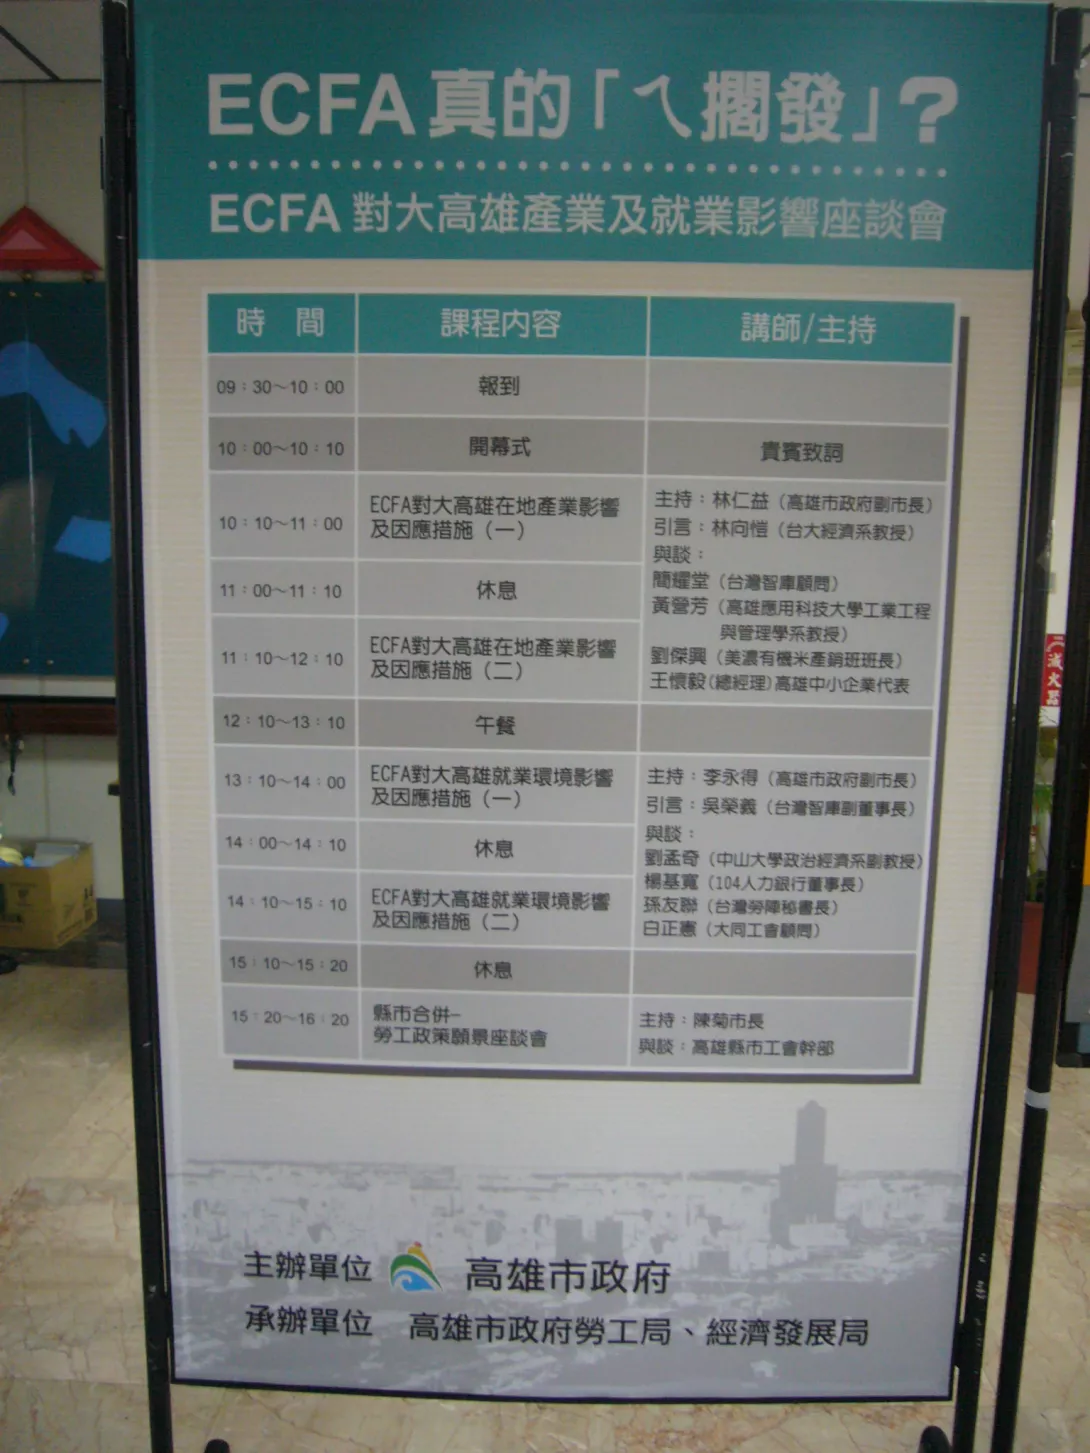 ECFA 真的「ㄟ擱發」?
ECFA 對大高雄產業及就業影響座談會
時 間 課程內容 講師/主持
09:30～10:00 報到
10:00～10:10 開幕式 貴賓致詞
10:10～11:00 ECFA對大高雄在地產業影響
及因應措施（一）
11:00～11:10 休息
11:10～12:10 ECFA對大高雄在地產業影響
及因應措施（二）
主持：林仁益（高雄市政府副市長）
引言：林向愷（台大經濟系教授）
與談：
簡耀堂（台灣智庫顧問）
黃營芳（高雄應用科技大學工業工程
與管理學系教授）
劉傑興（美濃有機米產銷班班長）
王懷毅(總經理)高雄中小企業代表
12:10～13:10 午餐
13:10～14:00 ECFA對大高雄就業環境影響
及因應措施（一）
14:00～14:10 休息
14:10～15:10 ECFA對大高雄就業環境影響
及因應措施（二）
主持：李永得（高雄市政府副市長）
引言：吳榮義（台灣智庫副董事長）
與談：
劉孟奇（中山大學政治經濟系副教授）
楊基寬（104人力銀行董事長）
孫友聯（台灣勞陣秘書長）
白正憲（大同工會顧問）
15:10～15:20 休息
15:20～16:20 縣市合併-
勞工政策願景座談會
主持：陳菊市長
與談：高雄縣市工會幹部
主辦單位 高雄市政府
承辦單位 高雄市政府勞工局、經濟發展局
滅火器